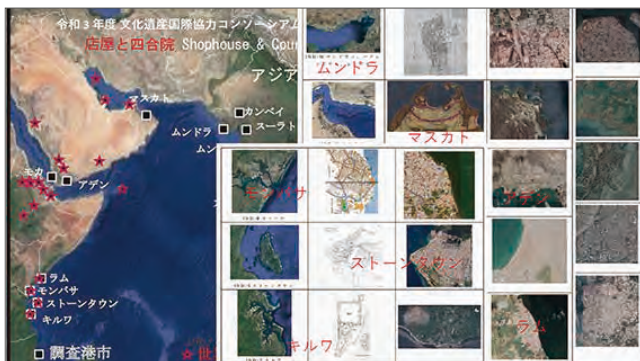 令和3年度 文化遺産国際協力コンソーシアム
店屋と四合院 Shophouse & Cour
アジア
マスカト
カンベイ
ムンドラ
スーラト
ムン
モカ
アデン
ラム
モンバサ
ストーンタウン
キルワ
調査港市
世
ムンドラ
マスカト
モンバサ
アデン
ストーンタウン
キルワ
ラム